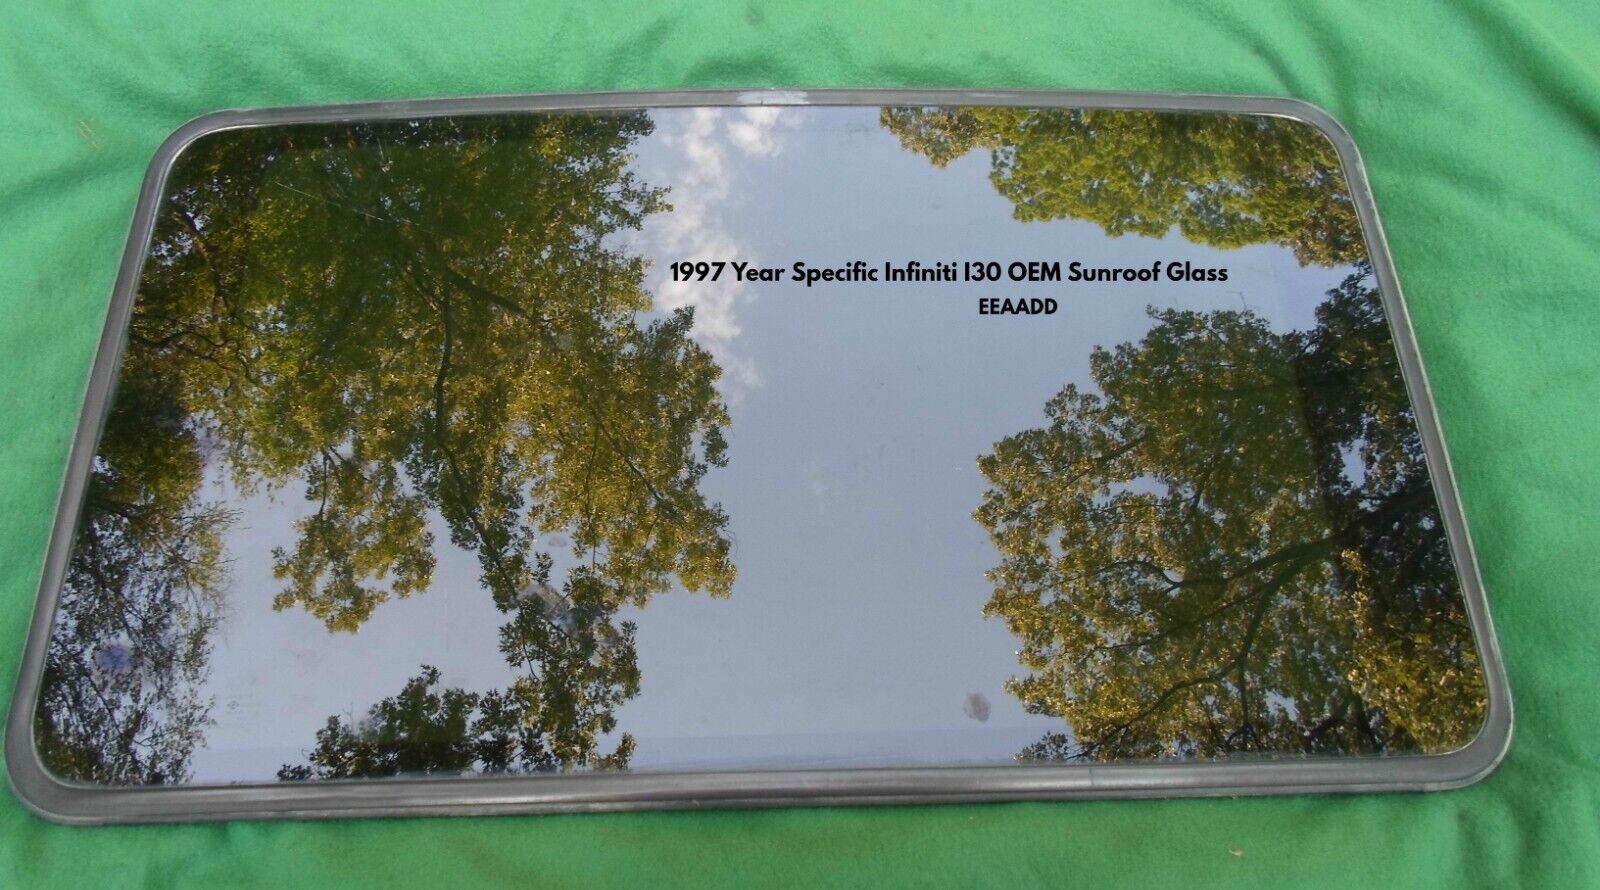 1997 Year Specific Infiniti I30 OEM Sunroof Glass
EEAADD